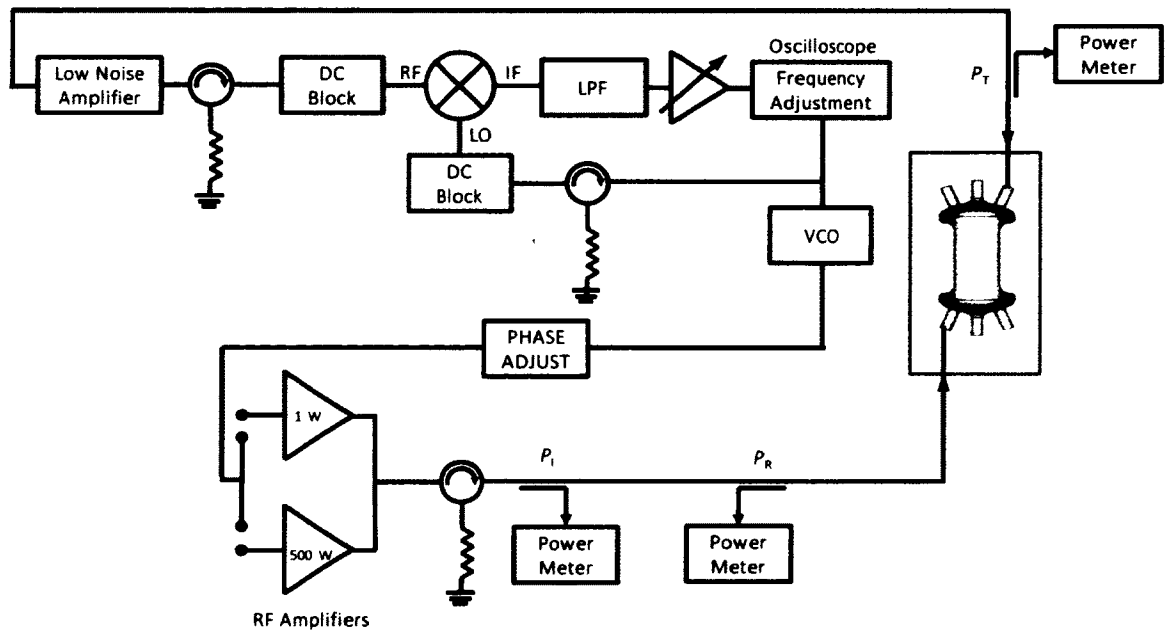 Oscilloscope
Power
Meter
Low Noise
Amplifier
DC
Block
RF
IF
LPF
Frequency
Adjustment
P_T
LO
DC
Block
VCO
PHASE
ADJUST
1 W
500 W
P_I
P_R
Power
Meter
Power
Meter
RF Amplifiers